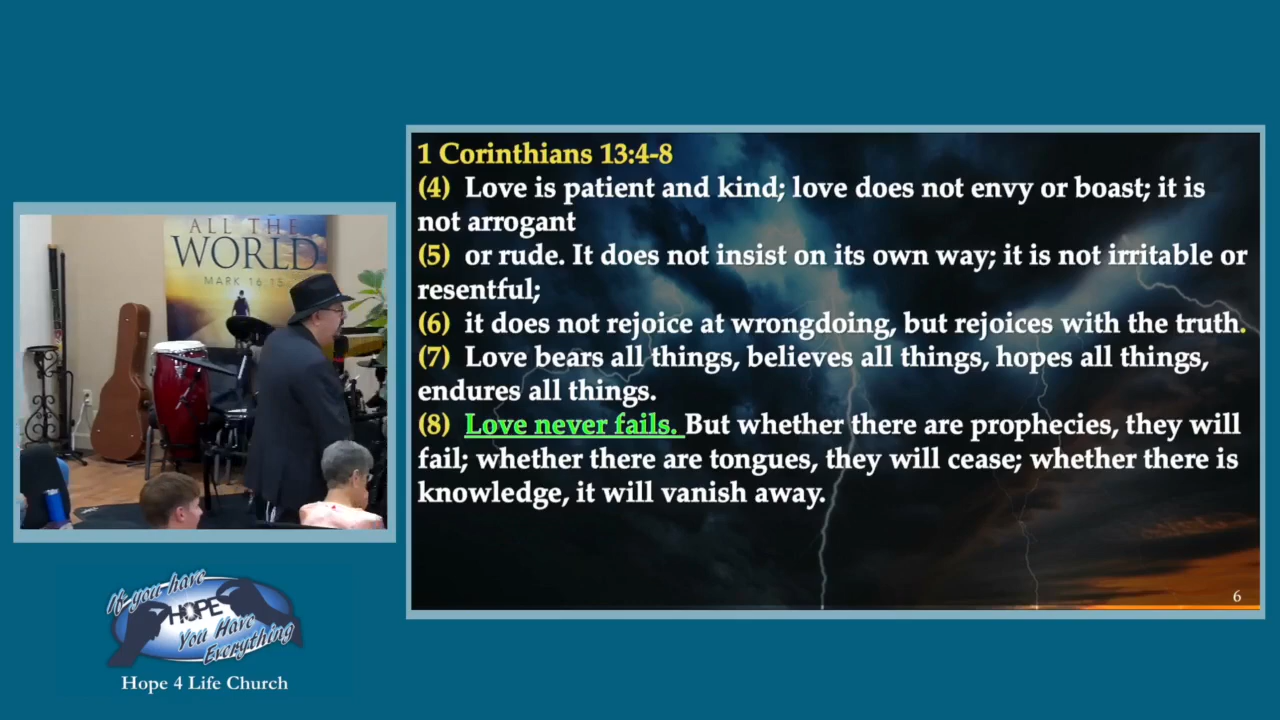 ALL THE
WORLD
MARK 16:15
1 Corinthians 13:4-8
(4) Love is patient and kind; love does not envy or boast; it is
not arrogant
(5) or rude. It does not insist on its own way; it is not irritable or
resentful;
(6) it does not rejoice at wrongdoing, but rejoices with the truth.
(7) Love bears all things, believes all things, hopes all things,
endures all things.
(8) Love never fails. But whether there are prophecies, they will
fail; whether there are tongues, they will cease; whether there is
knowledge, it will vanish away.
6
If you have
HOPE
You Have
Everything
Hope 4 Life Church